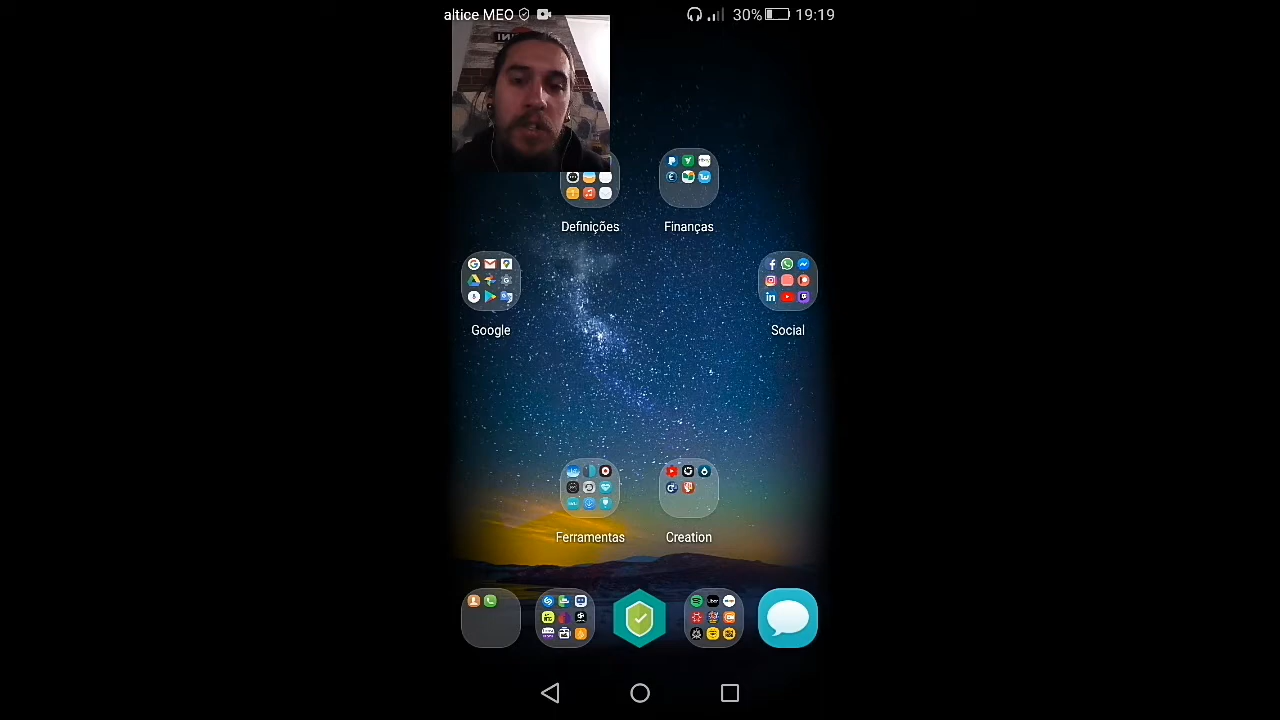 altice MEO 30% 19:19
Definições Finanças
Google Social
Ferramentas Creation